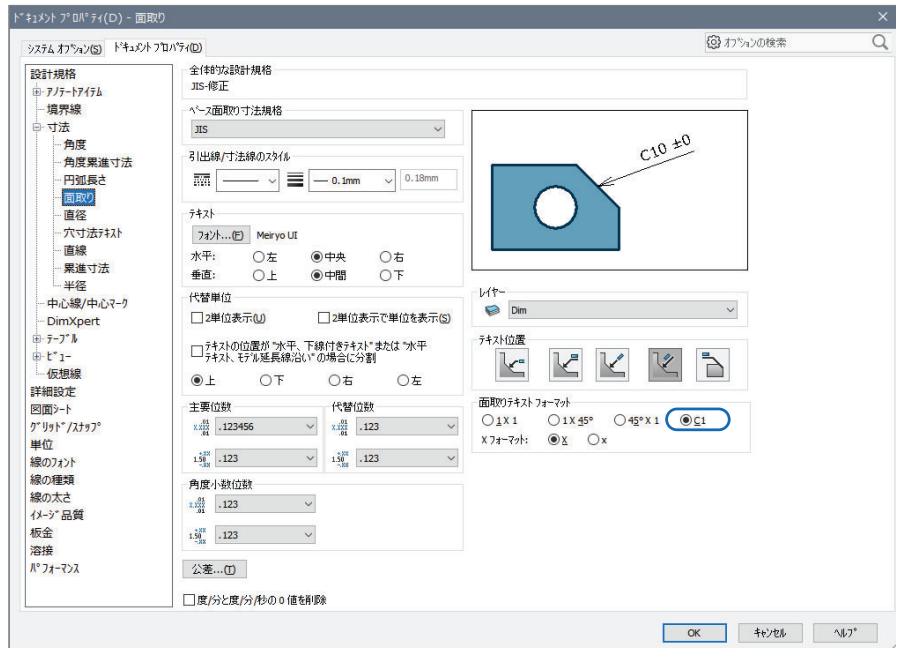 ﾄﾞｷｭﾒﾝﾄ ﾌﾟﾛﾊﾟﾃｨ(D) - 面取り
ｼｽﾃﾑ ｵﾌﾟｼｮﾝ(S) ﾄﾞｷｭﾒﾝﾄ ﾌﾟﾛﾊﾟﾃｨ(D)
ｵﾌﾟｼｮﾝの検索
設計規格
ｱﾉﾃｰﾄｱｲﾃﾑ
境界線
寸法
角度
角度累進寸法
円弧長さ
面取り
直径
穴寸法ﾃｷｽﾄ
直線
累進寸法
半径
中心線/中心ﾏｰｸ
DimXpert
ﾃｰﾌﾞﾙ
ﾋﾞｭｰ
仮想線
詳細設定
図面ｼｰﾄ
ｸﾞﾘｯﾄﾞ/ｽﾅｯﾌﾟ
単位
線のﾌｫﾝﾄ
線の種類
線の太さ
ｲﾒｰｼﾞ品質
板金
溶接
ﾊﾟﾌｫｰﾏﾝｽ
全体的な設計規格
JIS-修正
ﾍﾞｰｽ面取り寸法規格
JIS
引出線/寸法線のｽﾀｲﾙ
0.1mm 0.18mm
ﾃｷｽﾄ
ﾌｫﾝﾄ...(F) Meiryo UI
水平: 左 中央 右
垂直: 上 中間 下
代替単位
2単位表示(U) 2単位表示で単位を表示(S)
ﾃｷｽﾄの位置が "水平、下線付きﾃｷｽﾄ" または "水平
ﾃｷｽﾄ、ﾓﾃﾞﾙ延長線沿い" の場合に分割
上 下 右 左
主要位数 代替位数
.123456 .123
.123 .123
角度小数位数
.123
.123
公差...(T)
度/分と度/分/秒の 0 値を削除
C10 ±0
ﾚｲﾔｰ
Dim
ﾃｷｽﾄ位置
面取りﾃｷｽﾄ ﾌｫｰﾏｯﾄ
1 X 1 1 X 45° 45° X 1 C1
X ﾌｫｰﾏｯﾄ: X x
OK ｷｬﾝｾﾙ ﾍﾙﾌﾟ